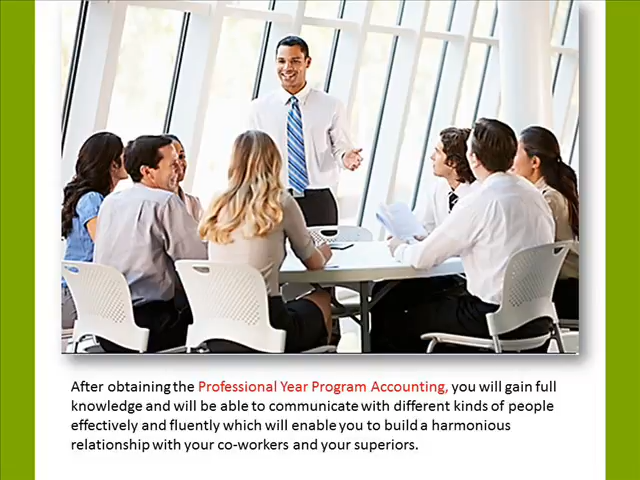 After obtaining the Professional Year Program Accounting, you will gain full
knowledge and will be able to communicate with different kinds of people
effectively and fluently which will enable you to build a harmonious
relationship with your co-workers and your superiors.